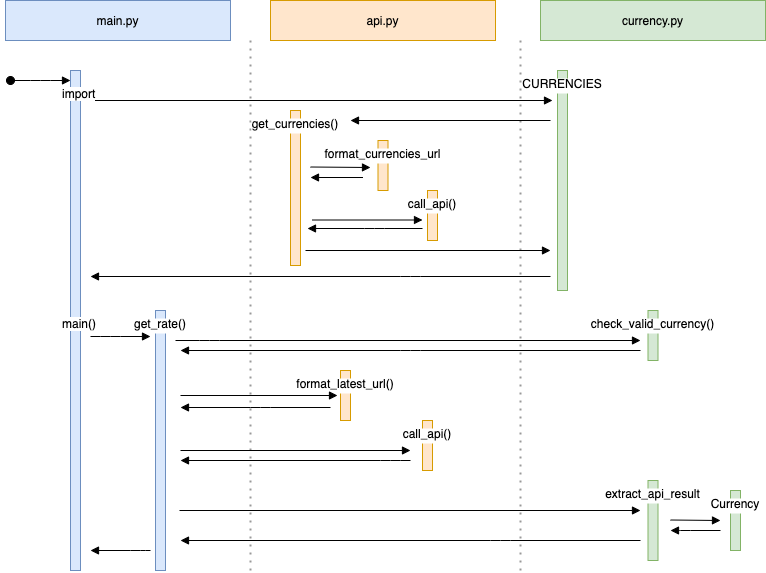 main.py
api.py
currency.py
import
CURRENCIES
get_currencies()
format_currencies_url
call_api()
main()
get_rate()
check_valid_currency()
format_latest_url()
call_api()
extract_api_result
Currency